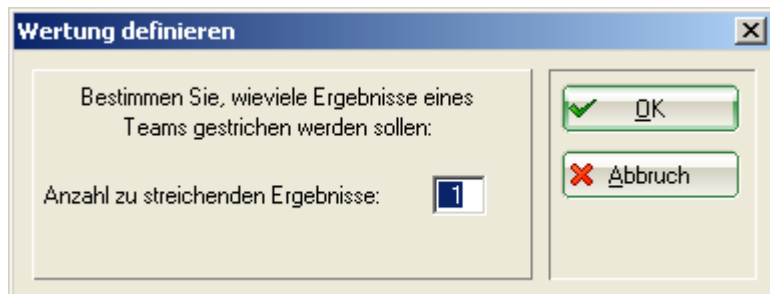 Wertung definieren
Bestimmen Sie, wieviele Ergebnisse eines
Teams gestrichen werden sollen:
Anzahl zu streichenden Ergebnisse: 1
OK
Abbruch